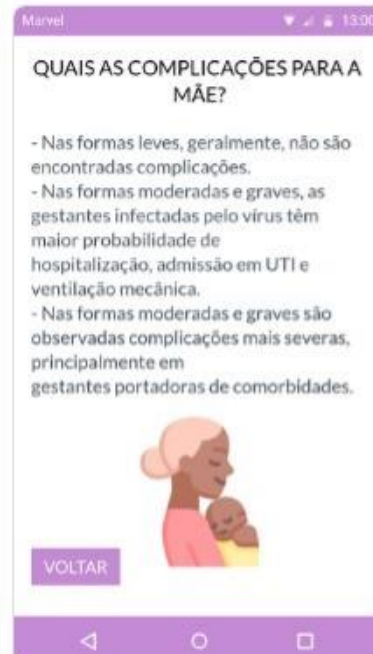 Marvel 13:00
QUAIS AS COMPLICAÇÕES PARA A
MÃE?
- Nas formas leves, geralmente, não são
encontradas complicações.
- Nas formas moderadas e graves, as
gestantes infectadas pelo vírus têm
maior probabilidade de
hospitalização, admissão em UTI e
ventilação mecânica.
- Nas formas moderadas e graves são
observadas complicações mais severas,
principalmente em
gestantes portadoras de comorbidades.
VOLTAR